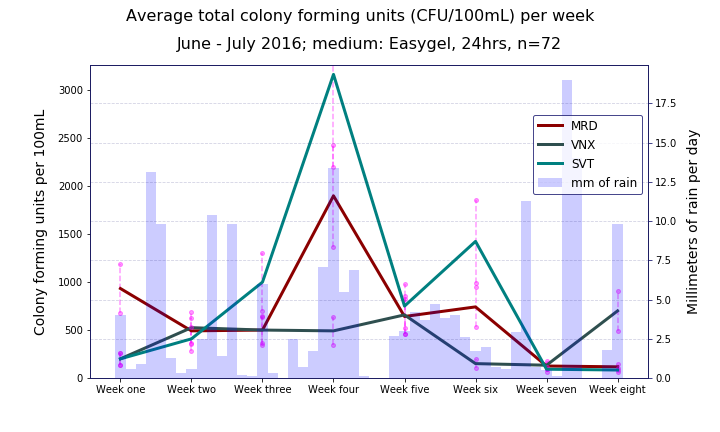 Average total colony forming units (CFU/100mL) per week
June - July 2016; medium: Easygel, 24hrs, n=72
Colony forming units per 100mL
3000
2500
2000
1500
1000
500
0
17.5
15.0
12.5
10.0
7.5
5.0
2.5
0.0
Millimeters of rain per day
MRD
VNX
SVT
mm of rain
Week one Week two Week three Week four Week five Week six Week seven Week eight